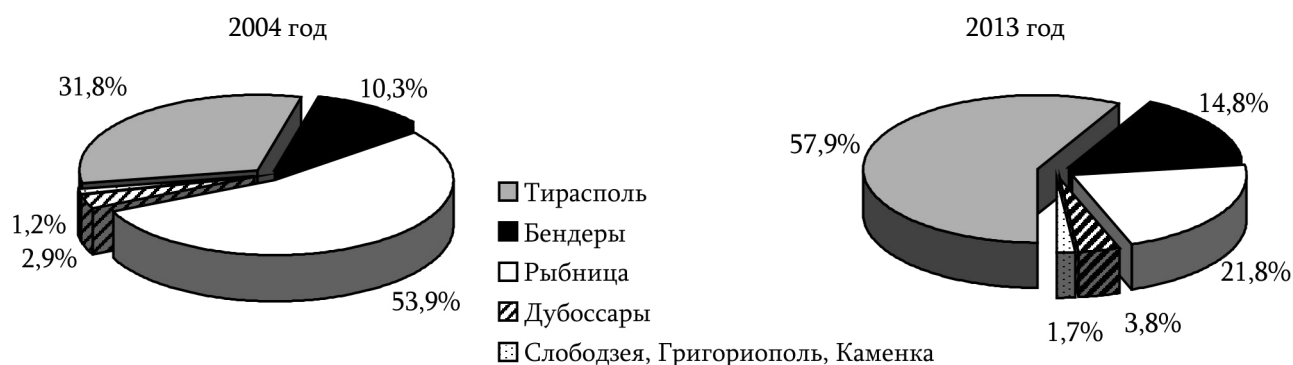 2004 год
31,8%
10,3%
1,2%
2,9%
53,9%
Тирасполь
Бендеры
Рыбница
Дубоссары
Слободзея, Григориополь, Каменка
2013 год
57,9%
14,8%
21,8%
3,8%
1,7%